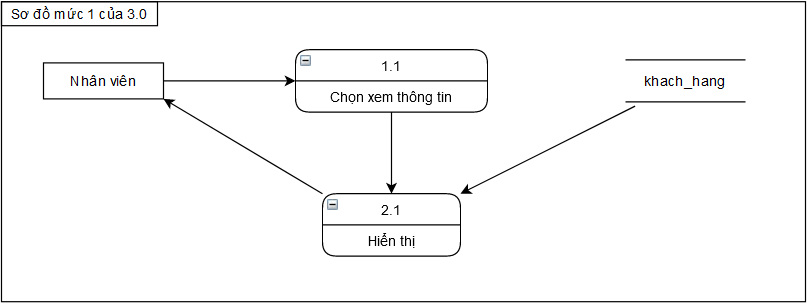 Sơ đồ mức 1 của 3.0
Nhân viên
1.1
Chọn xem thông tin
khach_hang
2.1
Hiển thị